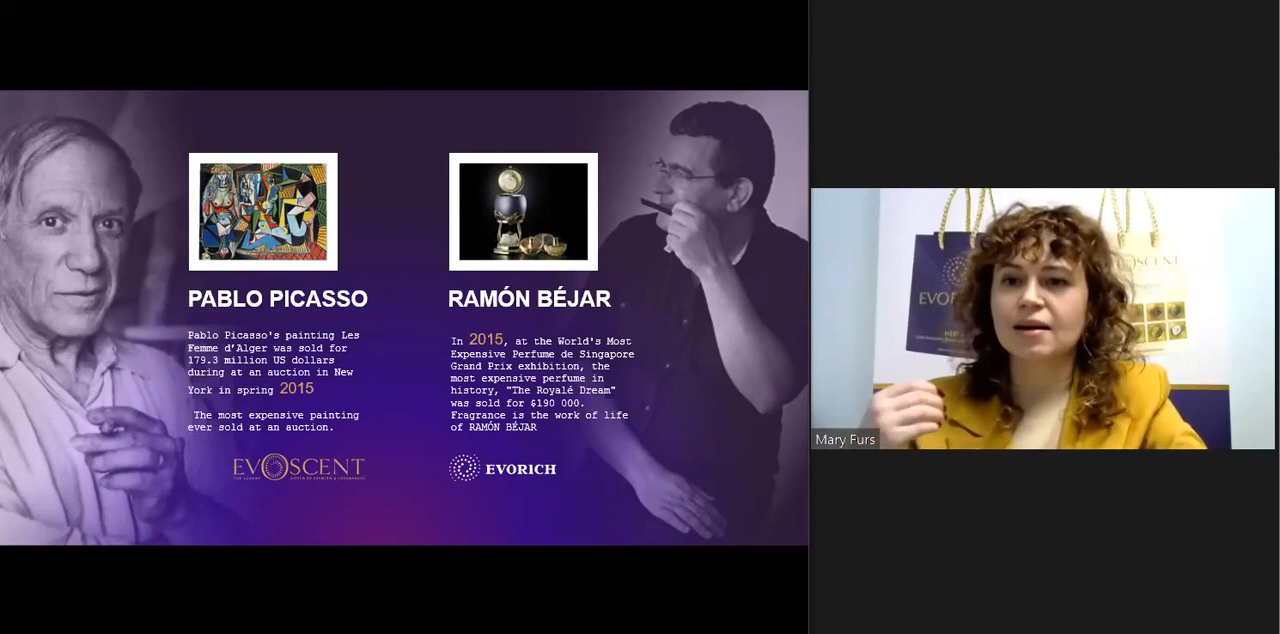 PABLO PICASSO
Pablo Picasso's painting Les
Femme d'Alger was sold for
179.3 million US dollars
during at an auction in New
York in spring 2015
The most expensive painting
ever sold at an auction.
EVOSCENT
RAMÓN BÉJAR
In 2015, at the World's Most
Expensive Perfume de Singapore
Grand Prix exhibition, the
most expensive perfume in
history, "The Royalé Dream"
was sold for $190 000.
Fragrance is the work of life
of RAMÓN BÉJAR
EVORICH
Mary Furs